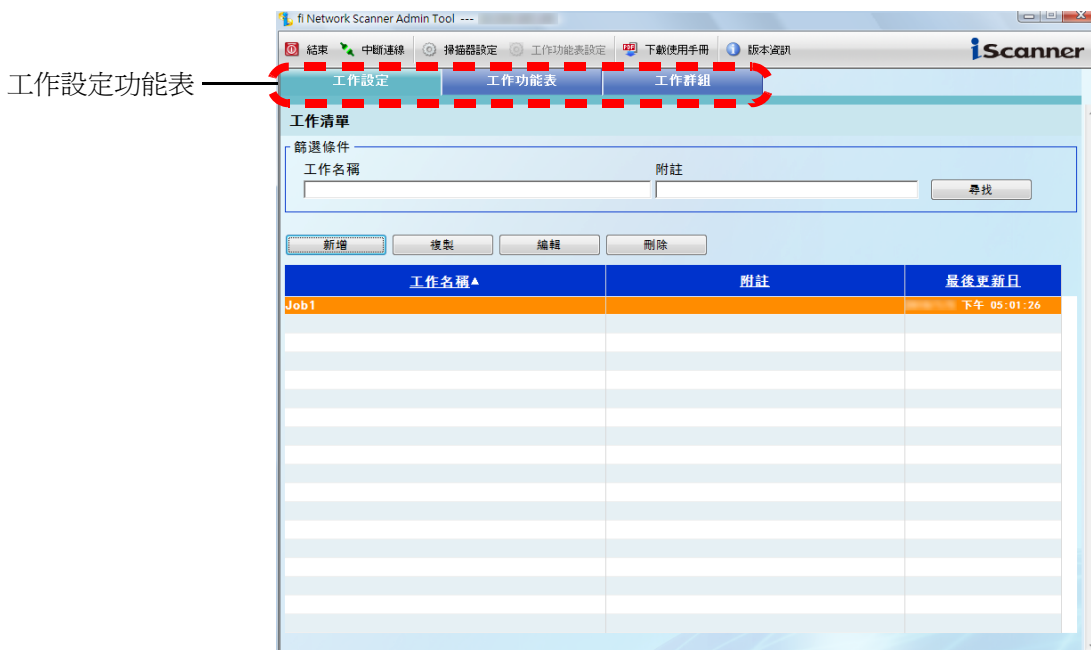 fi Network Scanner Admin Tool ---
結束 中斷連線 掃描器設定 工作功能表設定 下載使用手冊 版本資訊 iScanner
工作設定功能表
工作設定 工作功能表 工作群組
工作清單
篩選條件
工作名稱 附註
尋找
新增 複製 編輯 刪除
工作名稱▲ 附註 最後更新日
Job1 下午 05:01:26